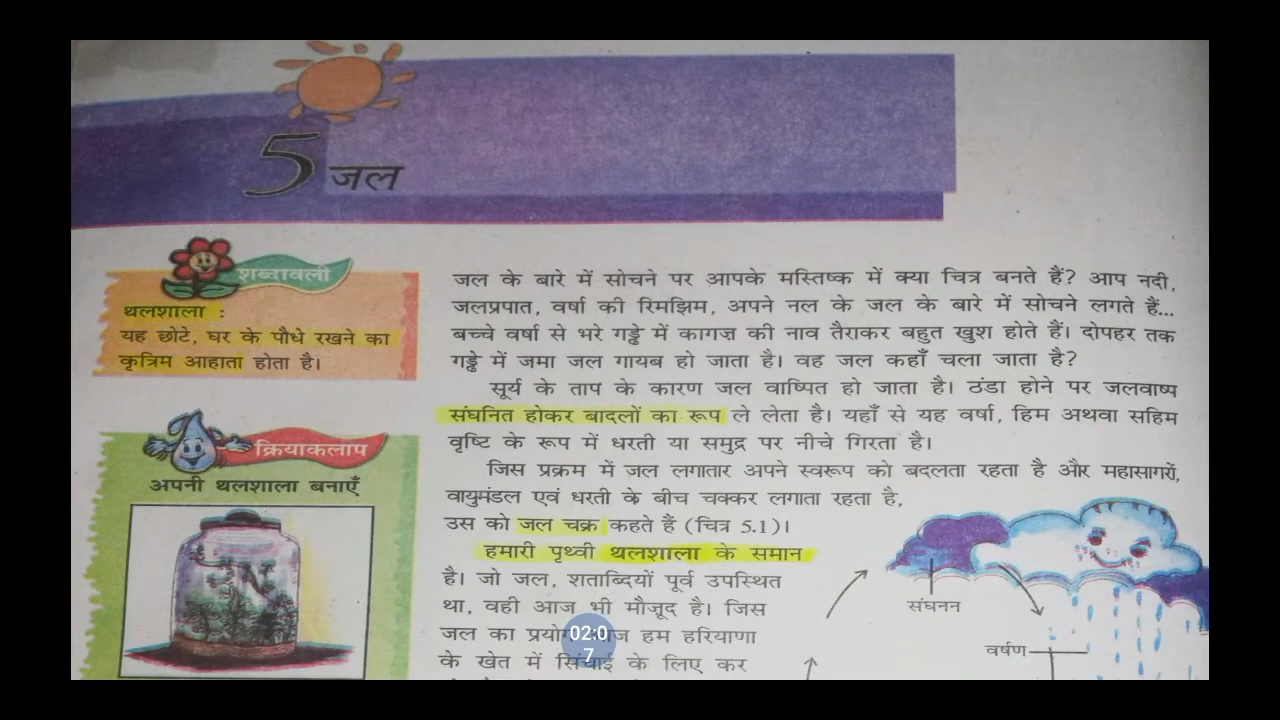 5 जल
शब्दावली
थलशाला :
यह छोटे, घर के पौधे रखने का
कृत्रिम आहाता होता है।
क्रियाकलाप
अपनी थलशाला बनाएँ
जल के बारे में सोचने पर आपके मस्तिष्क में क्या चित्र बनते हैं? आप नदी,
जलप्रपात, वर्षा की रिमझिम, अपने नल के जल के बारे में सोचने लगते हैं...
बच्चे वर्षा से भरे गड्ढे में कागज़ की नाव तैराकर बहुत खुश होते हैं। दोपहर तक
गड्ढे में जमा जल गायब हो जाता है। वह जल कहाँ चला जाता है?
सूर्य के ताप के कारण जल वाष्पित हो जाता है। ठंडा होने पर जलवाष्प
संघनित होकर बादलों का रूप ले लेता है। यहाँ से यह वर्षा, हिम अथवा सहिम
वृष्टि के रूप में धरती या समुद्र पर नीचे गिरता है।
जिस प्रक्रम में जल लगातार अपने स्वरूप को बदलता रहता है और महासागरों,
वायुमंडल एवं धरती के बीच चक्कर लगाता रहता है,
उस को जल चक्र कहते हैं (चित्र 5.1)।
हमारी पृथ्वी थलशाला के समान
है। जो जल, शताब्दियों पूर्व उपस्थित
था, वही आज भी मौजूद है। जिस
जल का हम हरियाणा
के खेत में सिंचाई के लिए कर
02:0
7
संघनन
वर्षण